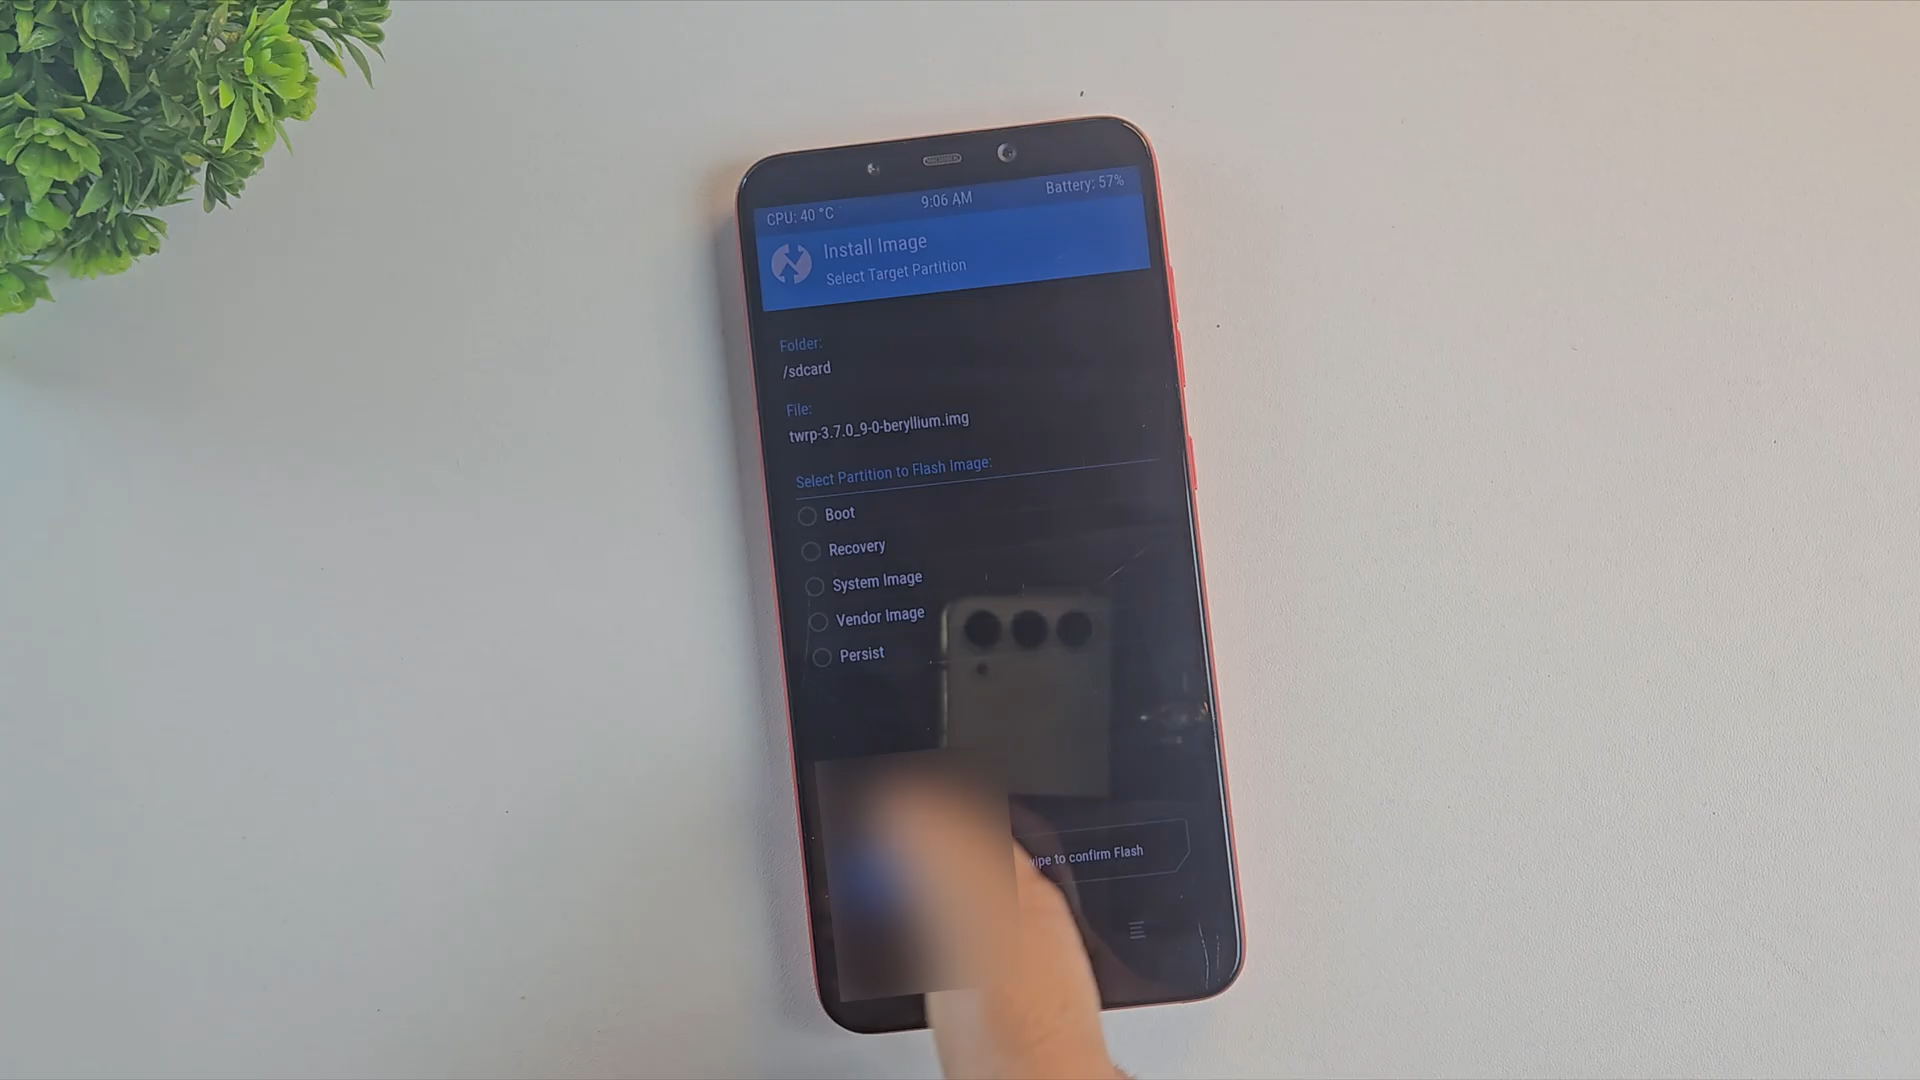 CPU: 40 °C 9:06 AM Battery: 57%
Install Image
Select Target Partition
Folder:
/sdcard
File:
twrp-3.7.0_9-0-beryllium.img
Select Partition to Flash Image:
Boot
Recovery
System Image
Vendor Image
Persist
to confirm Flash